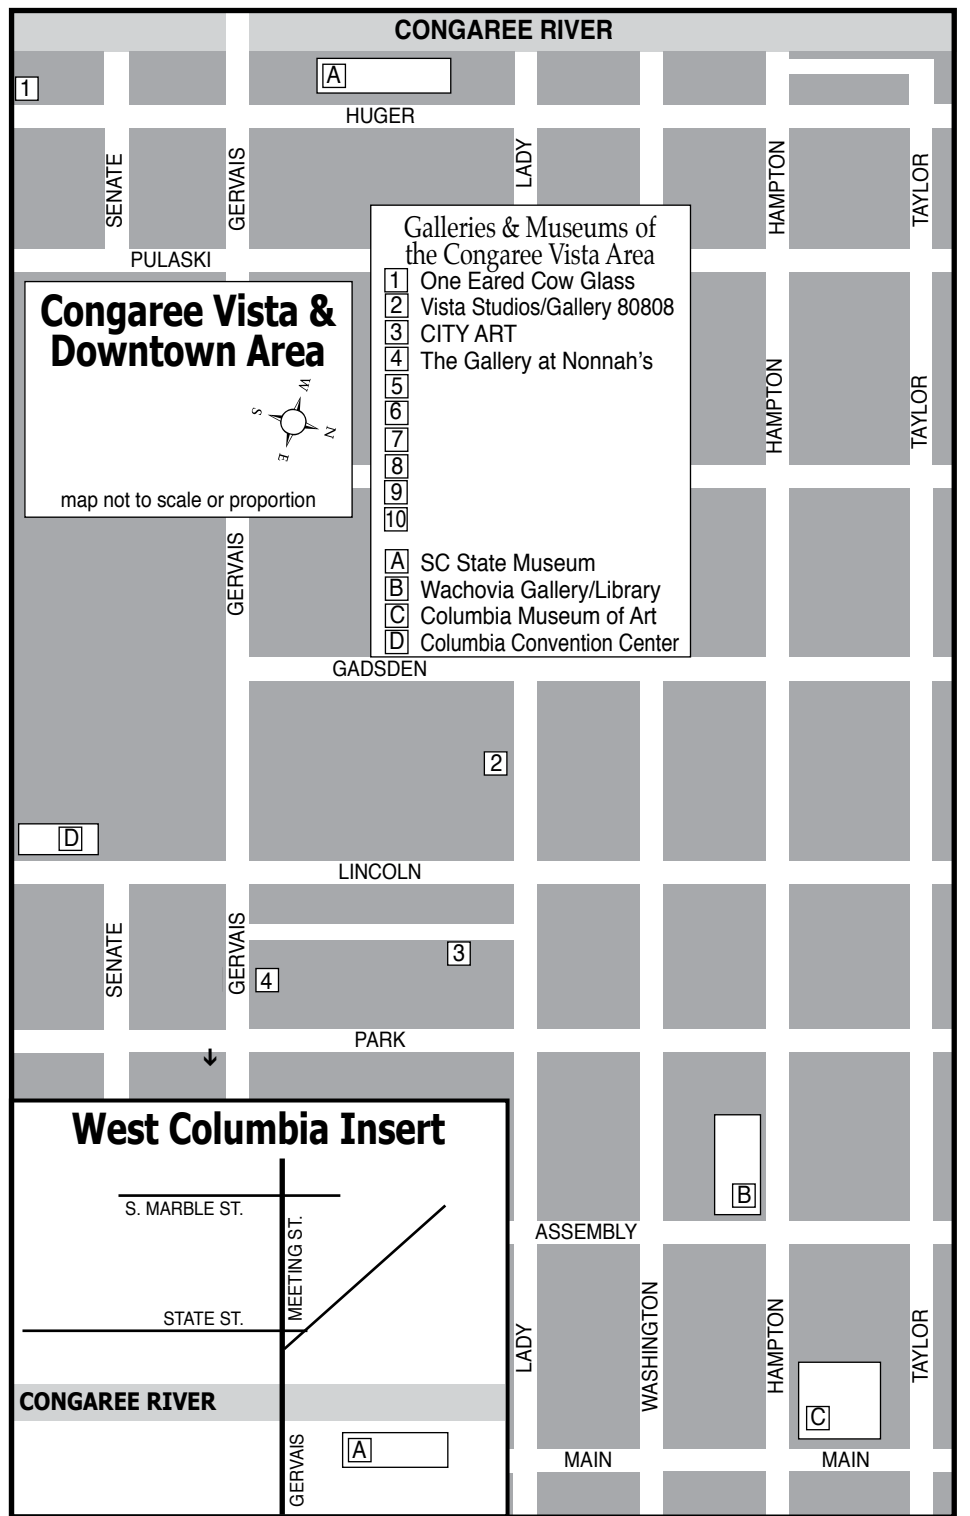 CONGAREE RIVER
1
A
HUGER
SENATE
GERVAIS
LADY
HAMPTON
TAYLOR
PULASKI
Galleries & Museums of
the Congaree Vista Area
1 One Eared Cow Glass
2 Vista Studios/Gallery 80808
3 CITY ART
4 The Gallery at Nonnah's
5
6
7
8
9
10
A SC State Museum
B Wachovia Gallery/Library
C Columbia Museum of Art
D Columbia Convention Center
Congaree Vista &
Downtown Area
W
S
N
E
map not to scale or proportion
HAMPTON
TAYLOR
GERVAIS
GADSDEN
2
D
LINCOLN
SENATE
GERVAIS
3
4
PARK
West Columbia Insert
S. MARBLE ST.
MEETING ST.
STATE ST.
CONGAREE RIVER
GERVAIS
A
B
ASSEMBLY
LADY
WASHINGTON
HAMPTON
TAYLOR
C
MAIN
MAIN